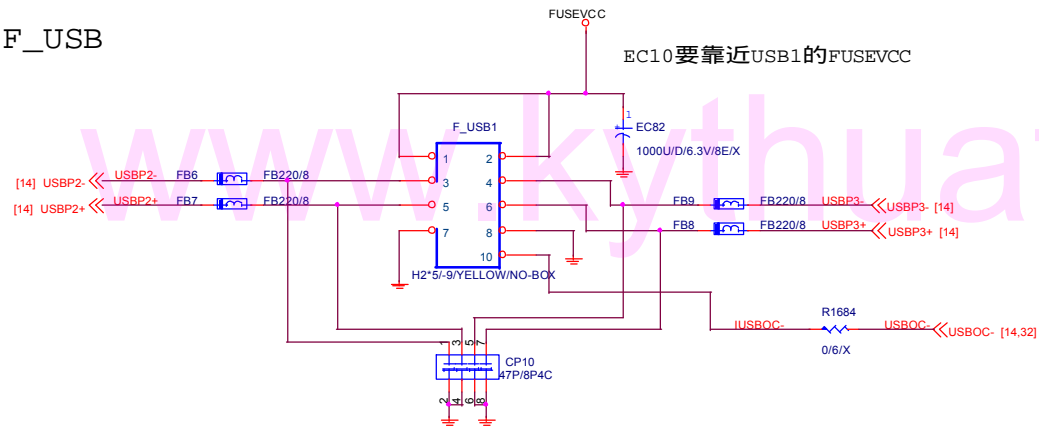 FUSEVCC
F_USB
EC10要靠近USB1的FUSEVCC
www.kythuat
1
EC82
1000U/D/6.3V/8E/X
F_USB1
1
2
3
4
5
6
7
8
10
[14] USBP2-
USBP2-
FB6
FB220/8
[14] USBP2+
USBP2+
FB7
FB220/8
FB9
FB220/8
USBP3-
USBP3- [14]
FB8
FB220/8
USBP3+
USBP3+ [14]
H2*5/-9/YELLOW/NO-BOX
IUSBOC-
R1684
0/6/X
USBOC-
USBOC- [14,32]
1
3
5
7
CP10
47P/8P4C
2
4
6
8